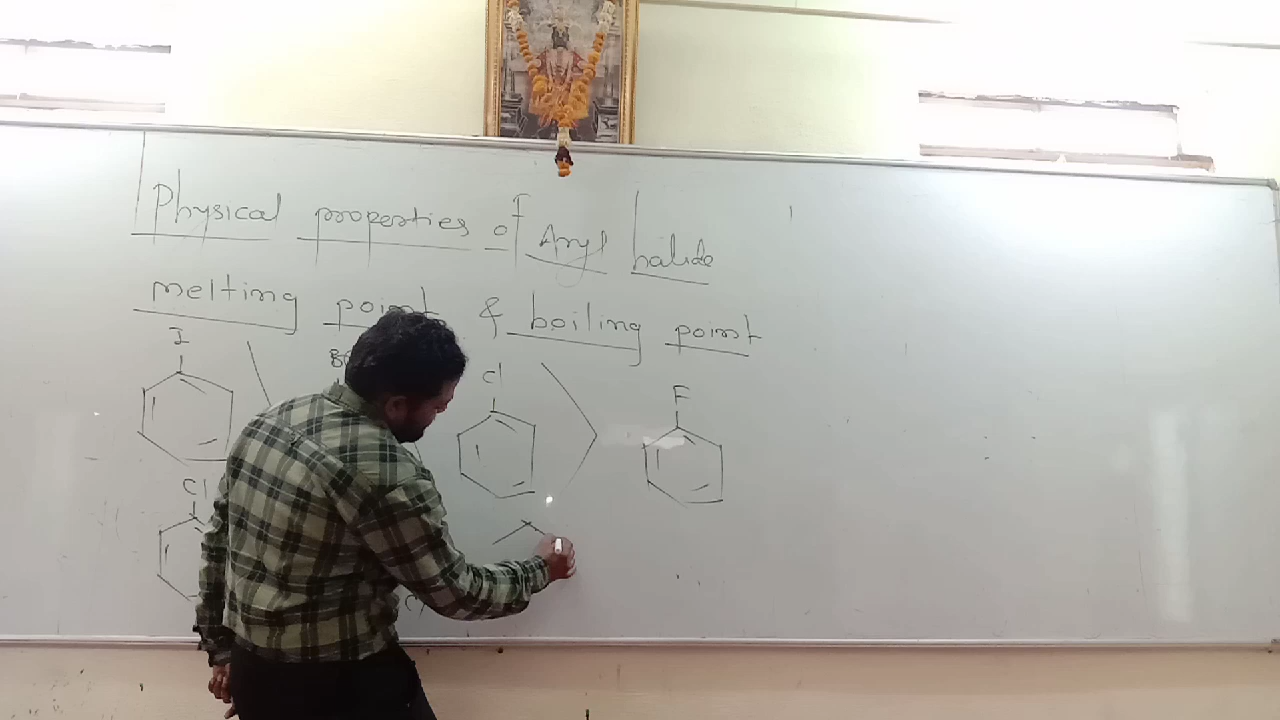 Physical properties of Aryl halide
melting point & boiling point
I Cl F
Cl